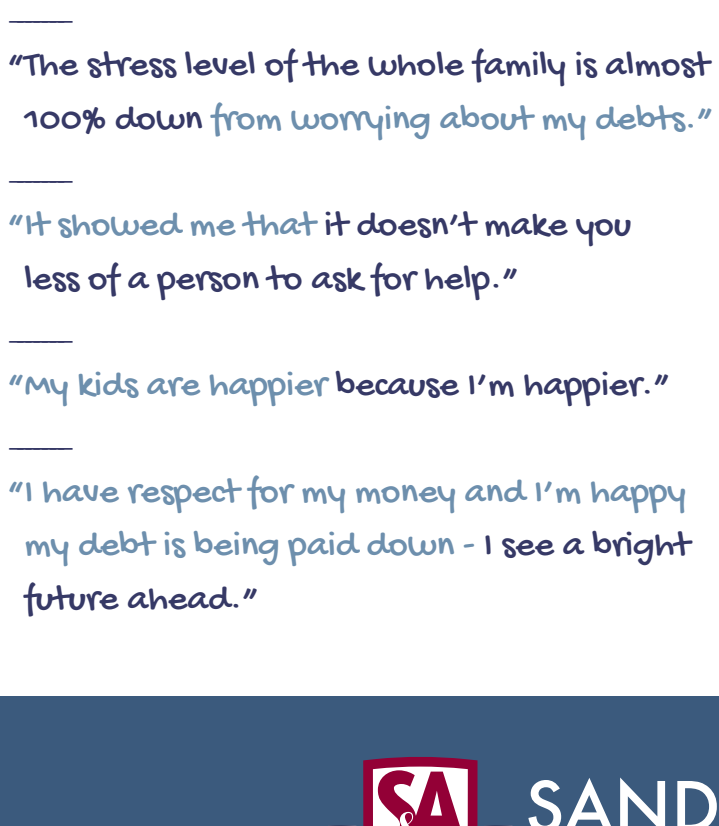 “The stress level of the whole family is almost
100% down from worrying about my debts.”
“It showed me that it doesn’t make you
less of a person to ask for help.”
“My kids are happier because I’m happier.”
“I have respect for my money and I’m happy
my debt is being paid down - I see a bright
future ahead.”
S&A SAND